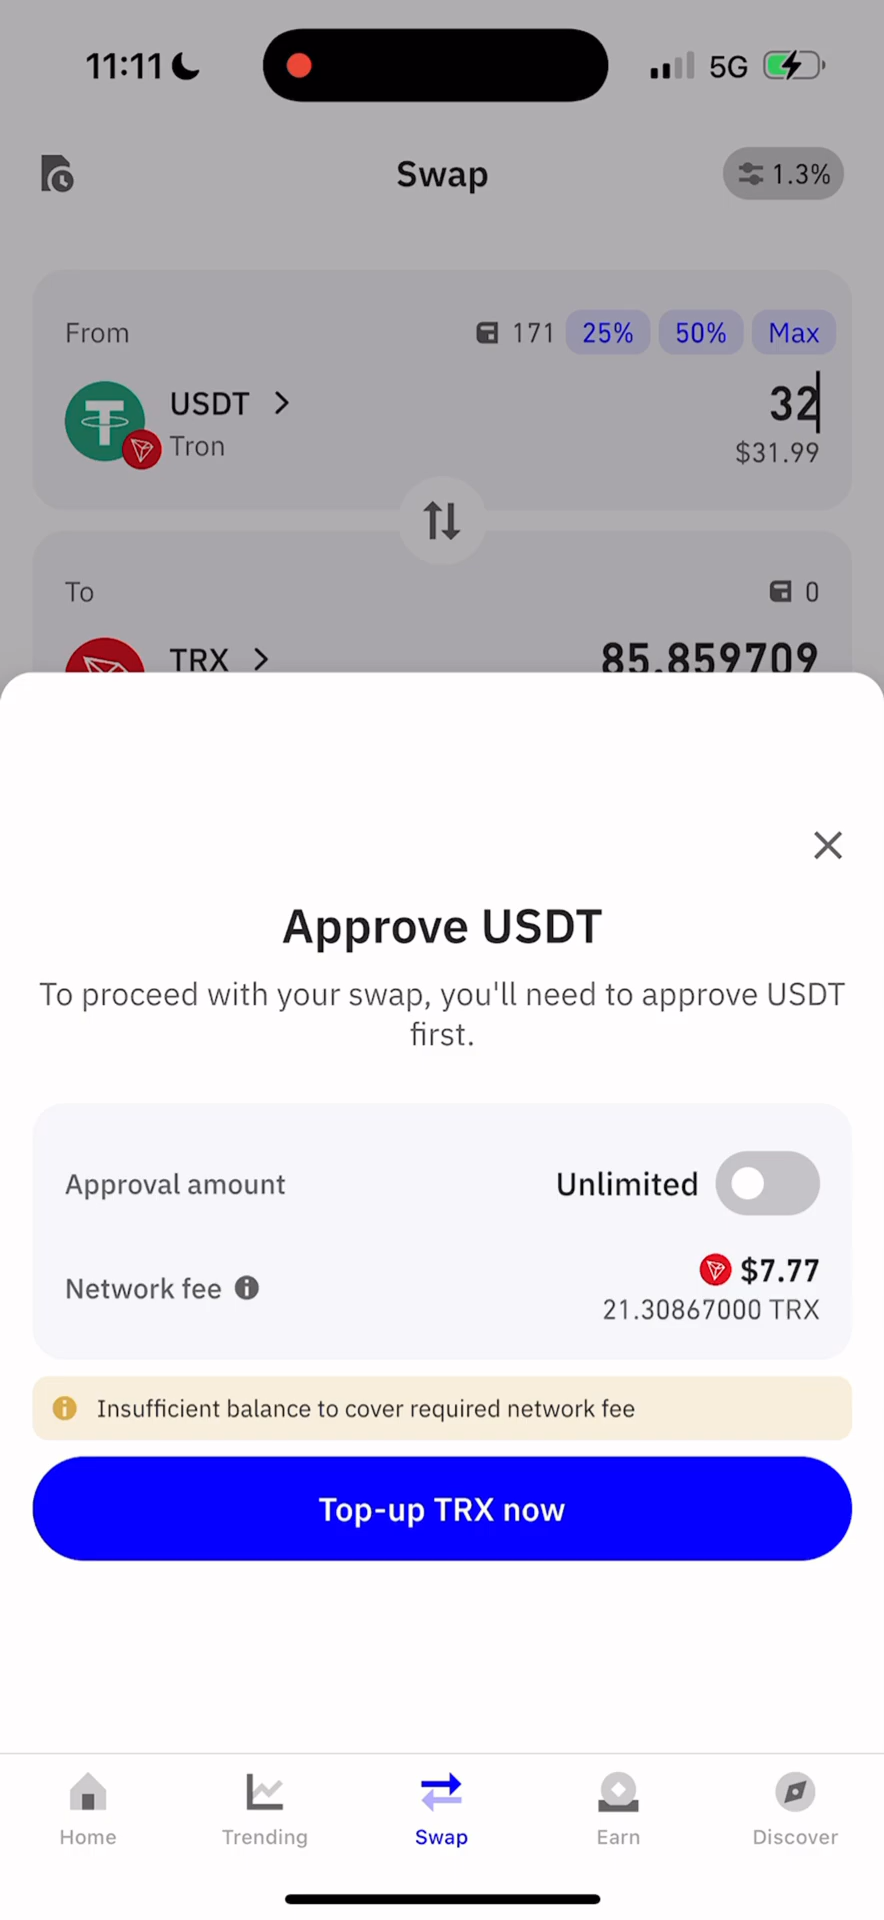 11:11 5G
Swap 1.3%
From 171 25% 50% Max
USDT 32
Tron $31.99
To 0
TRX 85.859709
Approve USDT
To proceed with your swap, you'll need to approve USDT
first.
Approval amount Unlimited
Network fee $7.77
21.30867000 TRX
Insufficient balance to cover required network fee
Top-up TRX now
Home Trending Swap Earn Discover